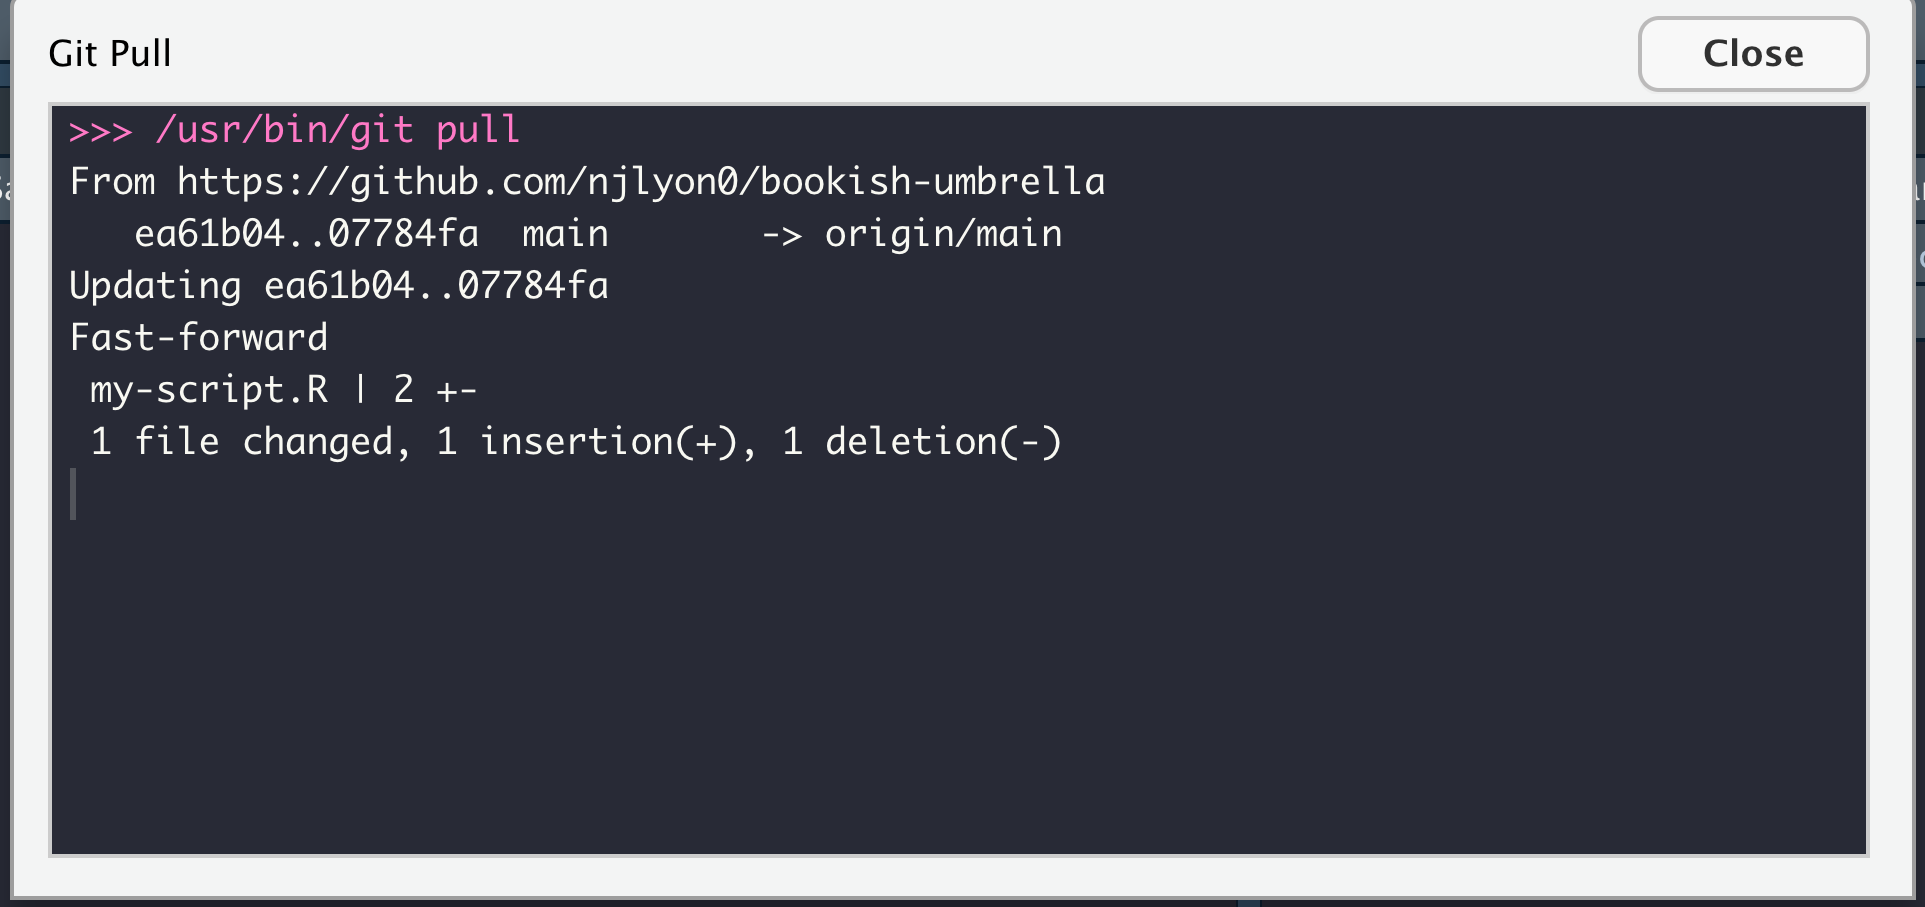 Git Pull
Close
>>> /usr/bin/git pull
From https://github.com/njlyon0/bookish-umbrella
   ea61b04..07784fa  main       -> origin/main
Updating ea61b04..07784fa
Fast-forward
 my-script.R | 2 +-
 1 file changed, 1 insertion(+), 1 deletion(-)